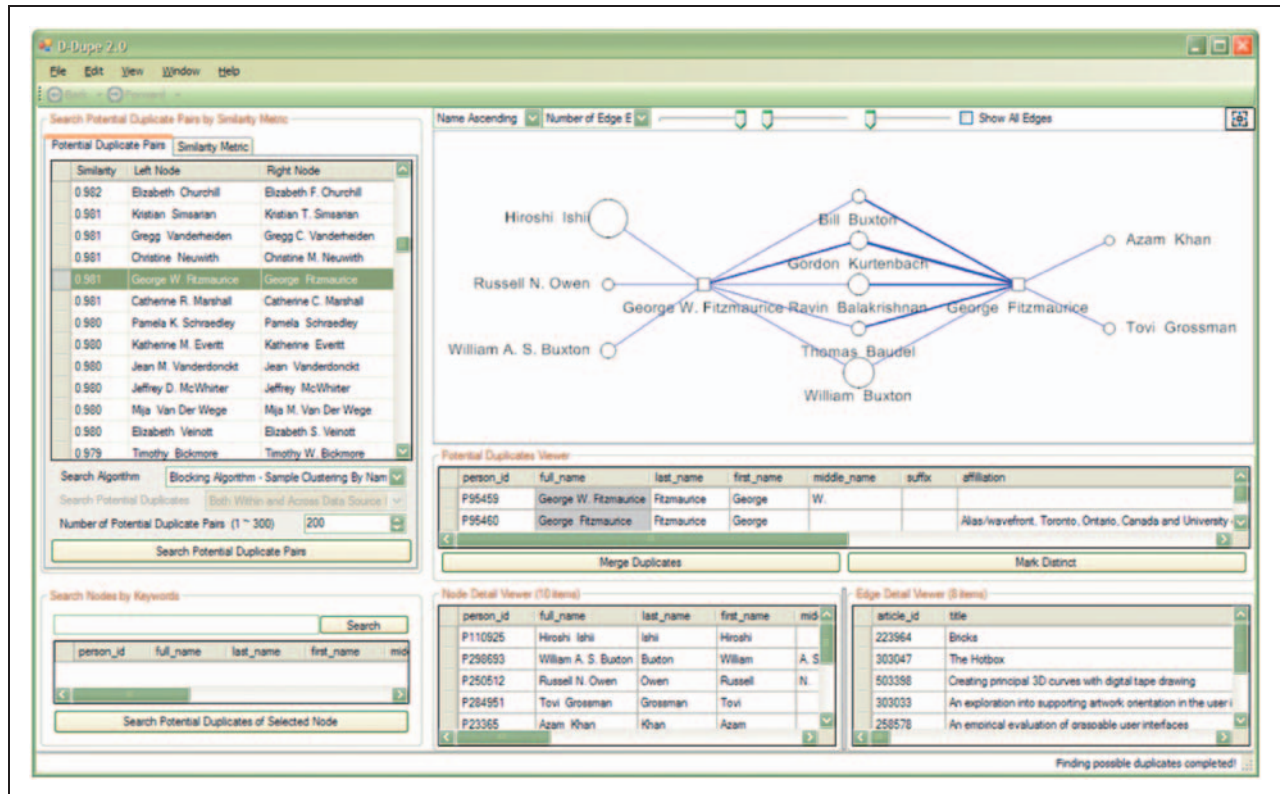 D-Dupe 2.0
File Edit View Window Help
Back Forward
Search Potential Duplicate Pairs by Similarity Metric
Potential Duplicate Pairs Similarity Metric
Similarity Left Node Right Node
0.982 Elizabeth Churchill Elizabeth F. Churchill
0.981 Kristian Simsarian Kristian T. Simsarian
0.981 Gregg Vanderheiden Gregg C. Vanderheiden
0.981 Christine Neuwirth Christine M. Neuwirth
0.981 George W. Fitzmaurice George Fitzmaurice
0.981 Catherine R. Marshall Catherine C. Marshall
0.980 Pamela K. Schraedley Pamela Schraedley
0.980 Katherine M. Everitt Katherine Everitt
0.980 Jean M. Vanderdonckt Jean Vanderdonckt
0.980 Jeffrey D. McWhirter Jeffrey McWhirter
0.980 Mija Van Der Wege Mija M. Van Der Wege
0.980 Elizabeth Veinott Elizabeth S. Veinott
0.979 Timothy Bickmore Timothy W. Bickmore
Search Algorithm Blocking Algorithm - Sample Clustering By Nam
Search Potential Duplicates Both Within and Across Data Source
Number of Potential Duplicate Pairs (1 ~ 300) 200
Search Potential Duplicate Pairs
Search Nodes by Keywords
Search
person_id full_name last_name first_name mid
Search Potential Duplicates of Selected Node
Name Ascending Number of Edge E Show All Edges
Hiroshi Ishii
Bill Buxton
Azam Khan
Gordon Kurtenbach
Russell N. Owen
George W. Fitzmaurice Ravin Balakrishnan George Fitzmaurice
Tovi Grossman
William A. S. Buxton
Thomas Baudel
William Buxton
Potential Duplicates Viewer
person_id full_name last_name first_name middle_name suffix affiliation
P95459 George W. Fitzmaurice Fitzmaurice George W.
P95460 George Fitzmaurice Fitzmaurice George Alias/wavefront, Toronto, Ontario, Canada and University
Merge Duplicates Mark Distinct
Node Detail Viewer (10 items)
person_id full_name last_name first_name mid
P110925 Hiroshi Ishii Ishii Hiroshi
P298693 William A. S. Buxton Buxton William A. S
P250512 Russell N. Owen Owen Russell N.
P284951 Tovi Grossman Grossman Tovi
P23365 Azam Khan Khan Azam
Edge Detail Viewer (8 items)
article_id title
223964 Bricks
303047 The Hotbox
503398 Creating principal 3D curves with digital tape drawing
303033 An exploration into supporting artwork orientation in the user i
258578 An empirical evaluation of graspable user interfaces
Finding possible duplicates completed!